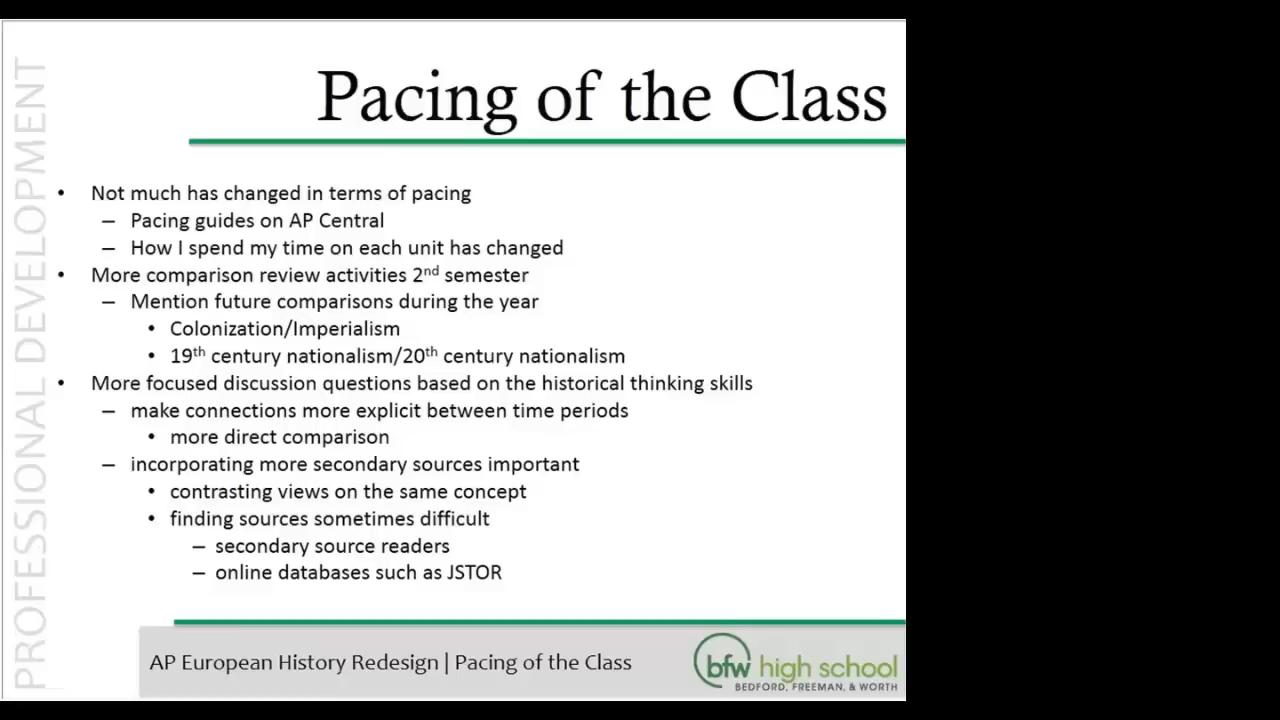 Pacing of the Class
PROFESSIONAL DEVELOPMENT
• Not much has changed in terms of pacing
– Pacing guides on AP Central
– How I spend my time on each unit has changed
• More comparison review activities 2nd semester
– Mention future comparisons during the year
• Colonization/Imperialism
• 19th century nationalism/20th century nationalism
• More focused discussion questions based on the historical thinking skills
– make connections more explicit between time periods
• more direct comparison
– incorporating more secondary sources important
• contrasting views on the same concept
• finding sources sometimes difficult
– secondary source readers
– online databases such as JSTOR
AP European History Redesign | Pacing of the Class
bfw high school
BEDFORD, FREEMAN, & WORTH